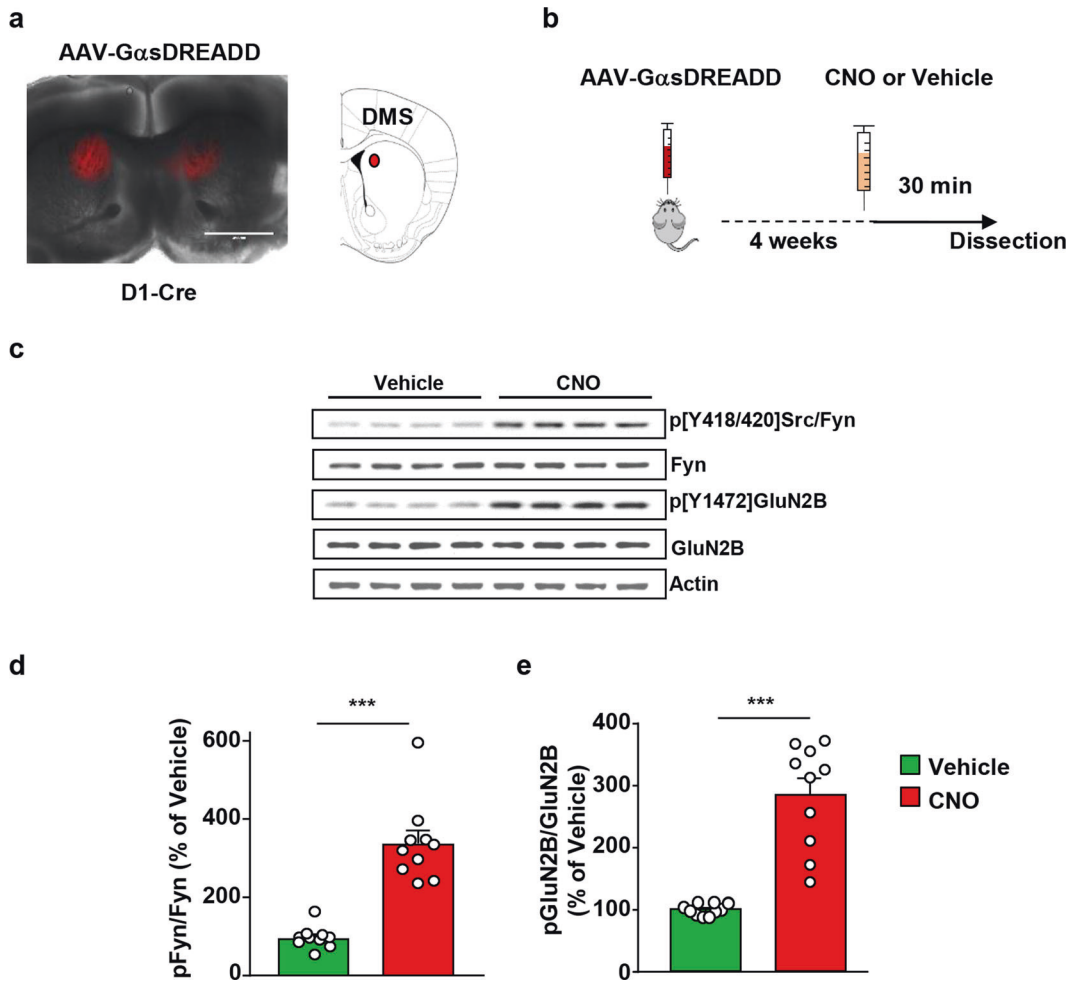 a
AAV-GαsDREADD
DMS
D1-Cre
b
AAV-GαsDREADD
CNO or Vehicle
30 min
4 weeks
Dissection
c
Vehicle
CNO
p[Y418/420]Src/Fyn
Fyn
p[Y1472]GluN2B
GluN2B
Actin
d
pFyn/Fyn (% of Vehicle)
600
400
200
0
***
e
pGluN2B/GluN2B
(% of Vehicle)
400
300
200
100
0
***
Vehicle
CNO